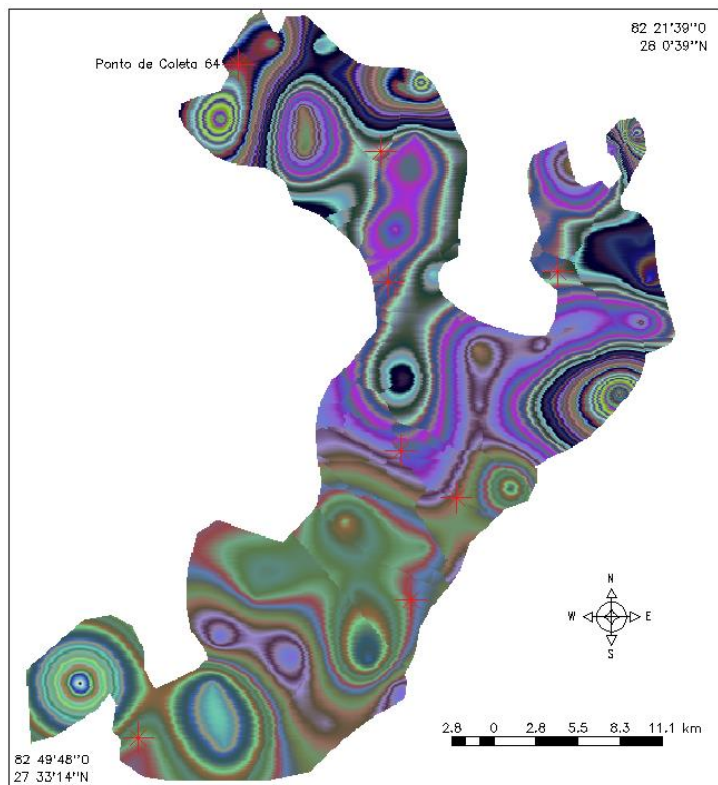 82 21'39''O
28 0'39''N
Ponto de Coleta 64
N
W E
S
2.8 0 2.8 5.5 8.3 11.1 km
82 49'48''O
27 33'14''N